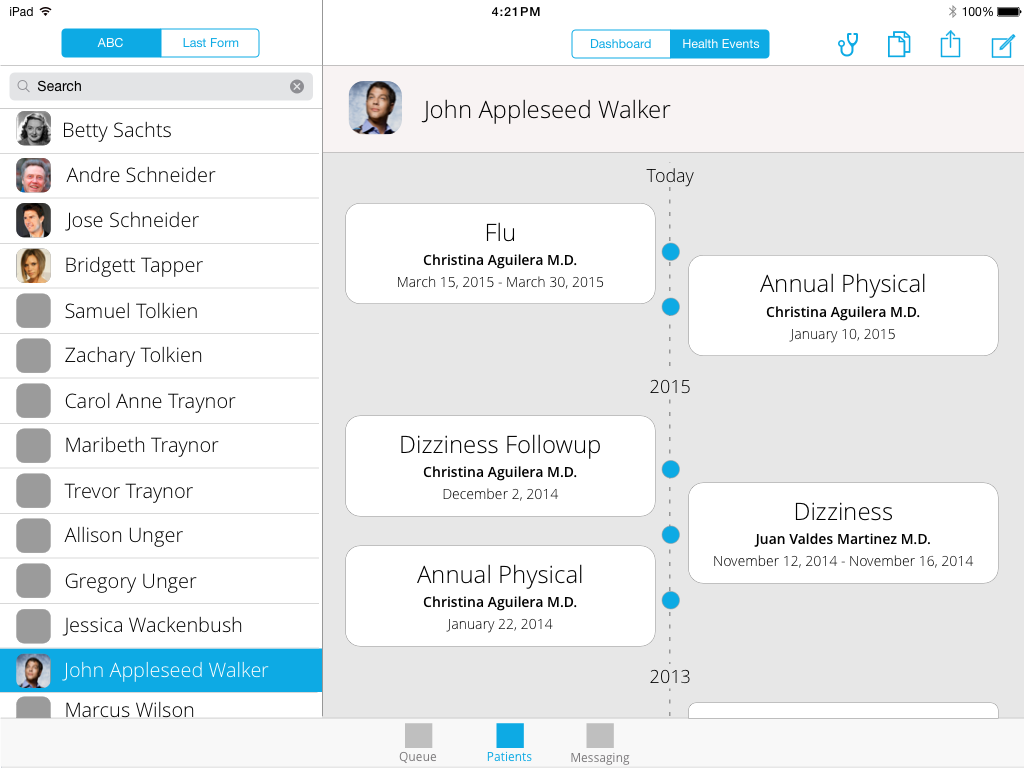 iPad
4:21PM
100%
ABC
Last Form
Dashboard
Health Events
Search
Betty Sachts
Andre Schneider
Jose Schneider
Bridgett Tapper
Samuel Tolkien
Zachary Tolkien
Carol Anne Traynor
Maribeth Traynor
Trevor Traynor
Allison Unger
Gregory Unger
Jessica Wackenbush
John Appleseed Walker
Marcus Wilson
John Appleseed Walker
Today
Flu
Christina Aguilera M.D.
March 15, 2015 - March 30, 2015
Annual Physical
Christina Aguilera M.D.
January 10, 2015
2015
Dizziness Followup
Christina Aguilera M.D.
December 2, 2014
Dizziness
Juan Valdes Martinez M.D.
November 12, 2014 - November 16, 2014
Annual Physical
Christina Aguilera M.D.
January 22, 2014
2013
Queue
Patients
Messaging